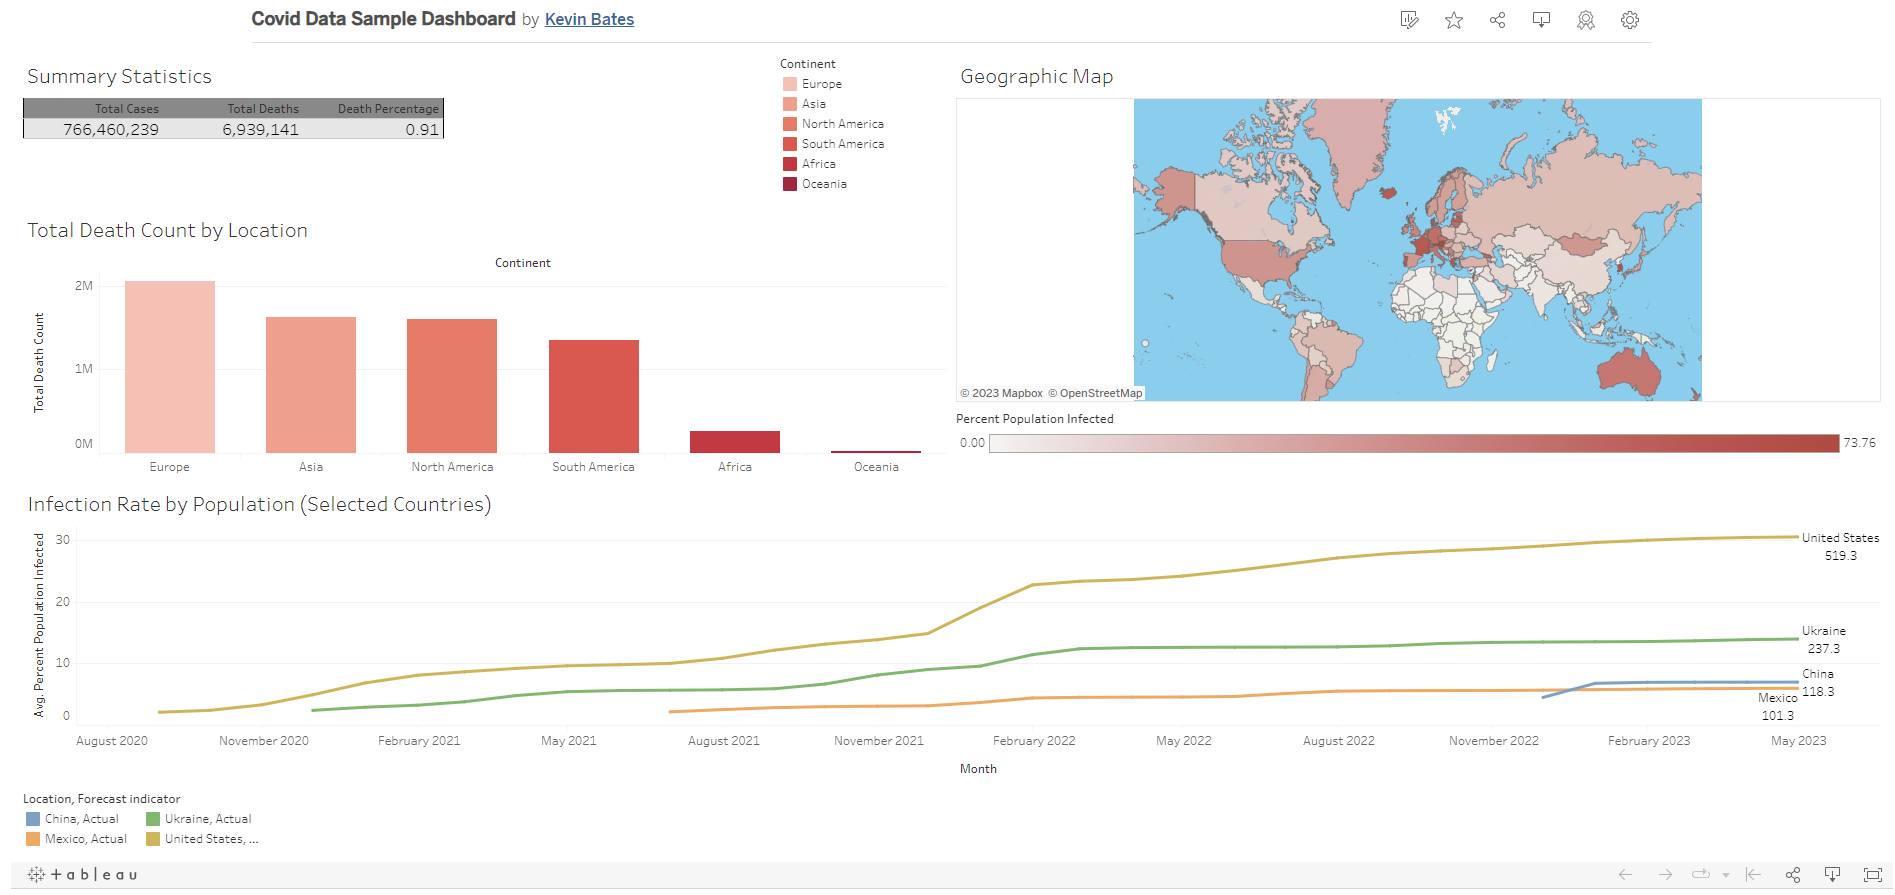 Covid Data Sample Dashboard by Kevin Bates
Summary Statistics
Total Cases Total Deaths Death Percentage
766,460,239 6,939,141 0.91
Continent
Europe
Asia
North America
South America
Africa
Oceania
Geographic Map
© 2023 Mapbox © OpenStreetMap
Percent Population Infected
0.00 73.76
Total Death Count by Location
Continent
Total Death Count
2M
1M
0M
Europe Asia North America South America Africa Oceania
Infection Rate by Population (Selected Countries)
Avg. Percent Population Infected
30
20
10
0
United States
519.3
Ukraine
237.3
China
118.3
Mexico
101.3
August 2020 November 2020 February 2021 May 2021 August 2021 November 2021 February 2022 May 2022 August 2022 November 2022 February 2023 May 2023
Month
Location, Forecast indicator
China, Actual Ukraine, Actual
Mexico, Actual United States, ...
+ a b l e a u